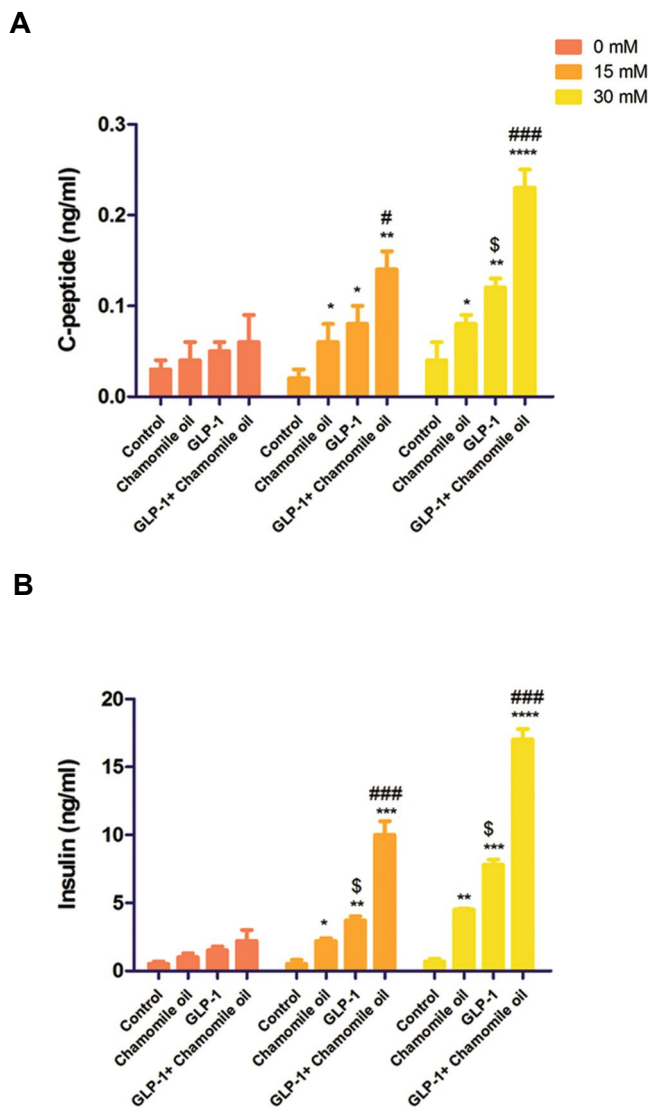 A
0 mM
15 mM
30 mM
C-peptide (ng/ml)
0.3
0.2
0.1
0.0
*
*
#
**
*
$
**
###
****
Control
Chamomile oil
GLP-1
GLP-1+ Chamomile oil
Control
Chamomile oil
GLP-1
GLP-1+ Chamomile oil
Control
Chamomile oil
GLP-1
GLP-1+ Chamomile oil
B
Insulin (ng/ml)
20
15
10
5
0
*
$
**
###
***
**
$
***
###
****
Control
Chamomile oil
GLP-1
GLP-1+ Chamomile oil
Control
Chamomile oil
GLP-1
GLP-1+ Chamomile oil
Control
Chamomile oil
GLP-1
GLP-1+ Chamomile oil